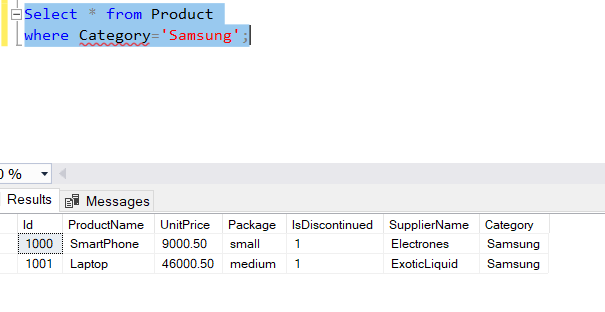 Select * from Product
where Category='Samsung';
0 %
Results Messages
Id ProductName UnitPrice Package IsDiscontinued SupplierName Category
1000 SmartPhone 9000.50 small 1 Electrones Samsung
1001 Laptop 46000.50 medium 1 ExoticLiquid Samsung